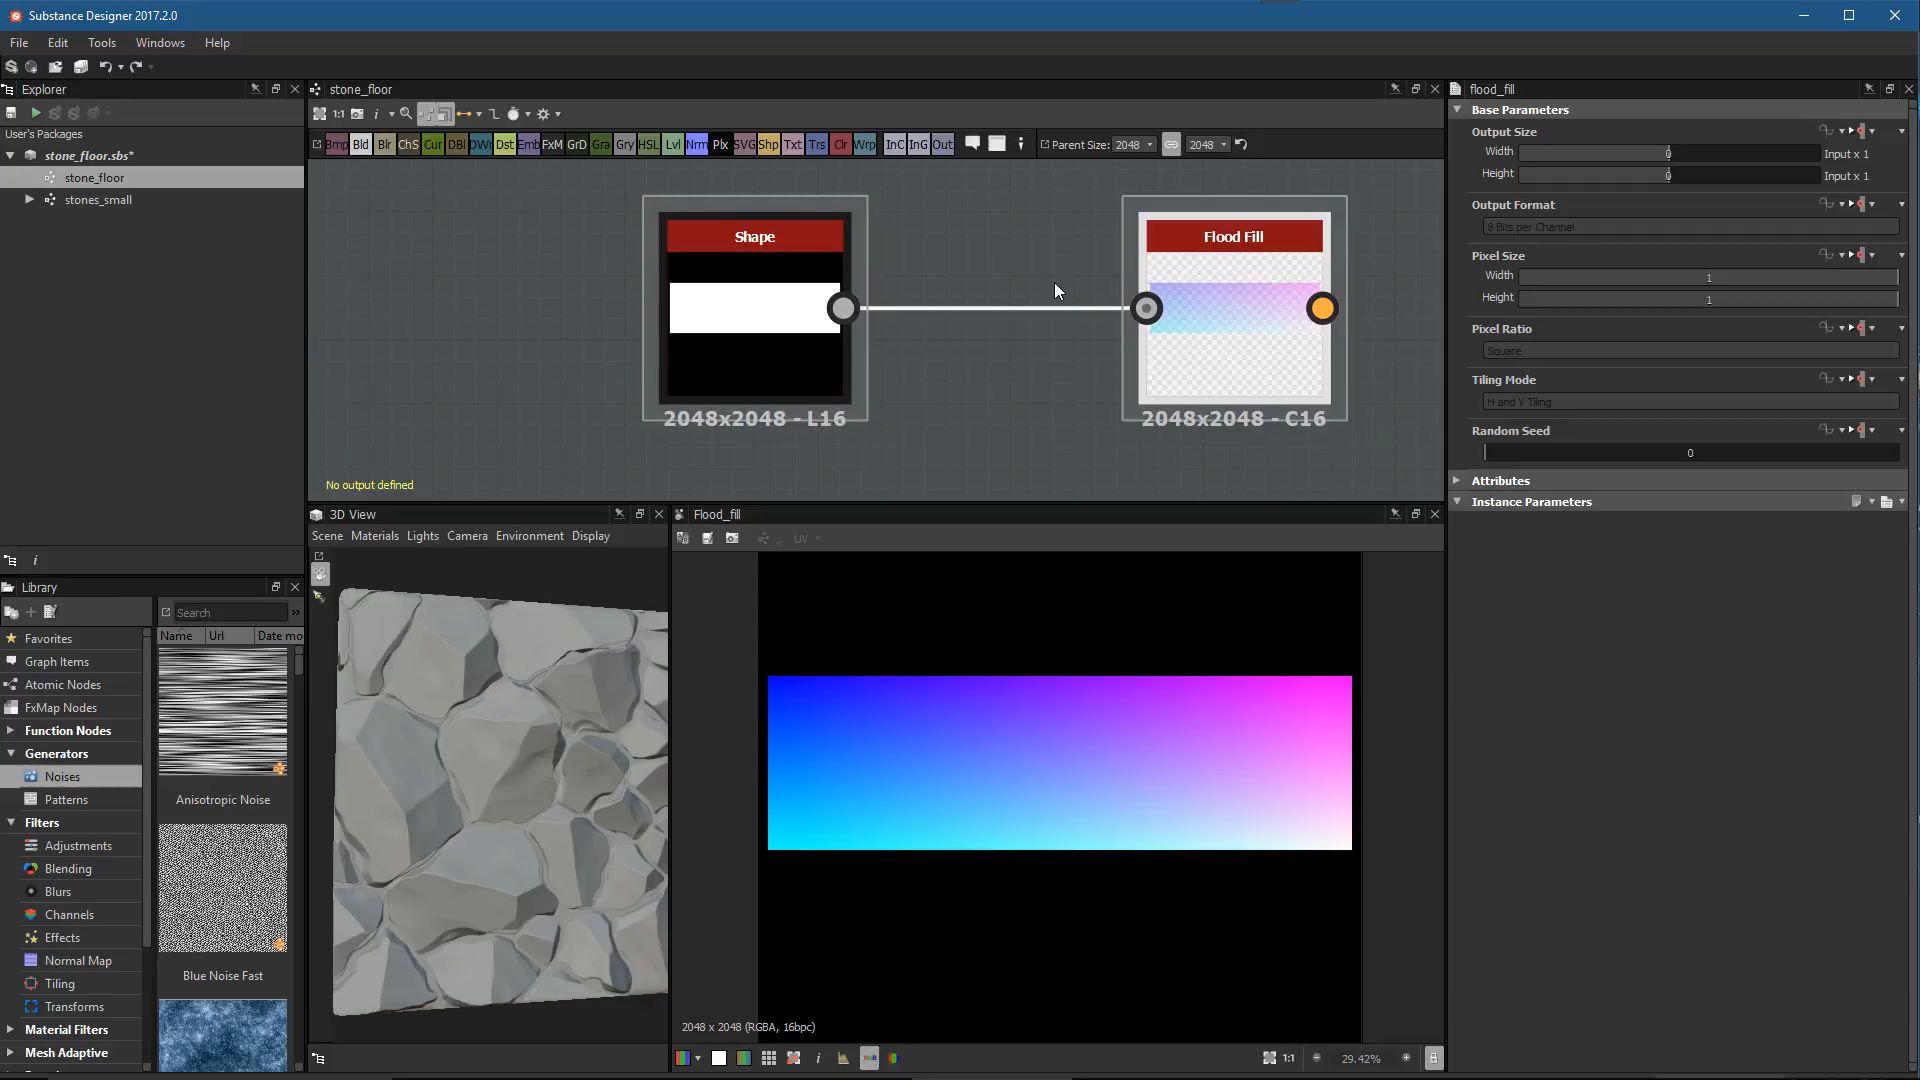 Substance Designer 2017.2.0
File Edit Tools Windows Help
Explorer
User's Packages
stone_floor.sbs*
stone_floor
stones_small
Library
Search
Name Url Date mo
Favorites
Graph Items
Atomic Nodes
FxMap Nodes
Function Nodes
Generators
Noises
Patterns
Filters
Adjustments
Blending
Blurs
Channels
Effects
Normal Map
Tiling
Transforms
Material Filters
Mesh Adaptive
Anisotropic Noise
Blue Noise Fast
stone_floor
1:1
Bmp Bld Blr ChS Cur DBl DWr Dst Emb FxM GrD Gra Gry HSL Lvl Nrm Plx SVG Shp Txt Trs Clr Wrp InC InG Out
Parent Size: 2048 2048
Shape
2048x2048 - L16
Flood Fill
2048x2048 - C16
No output defined
3D View
Scene Materials Lights Camera Environment Display
Flood_fill
UV
2048 x 2048 (RGBA, 16bpc)
1:1
29.42%
flood_fill
Base Parameters
Output Size
Width 0 Input x 1
Height 0 Input x 1
Output Format
8 Bits per Channel
Pixel Size
Width 1
Height 1
Pixel Ratio
Square
Tiling Mode
H and V Tiling
Random Seed
0
Attributes
Instance Parameters